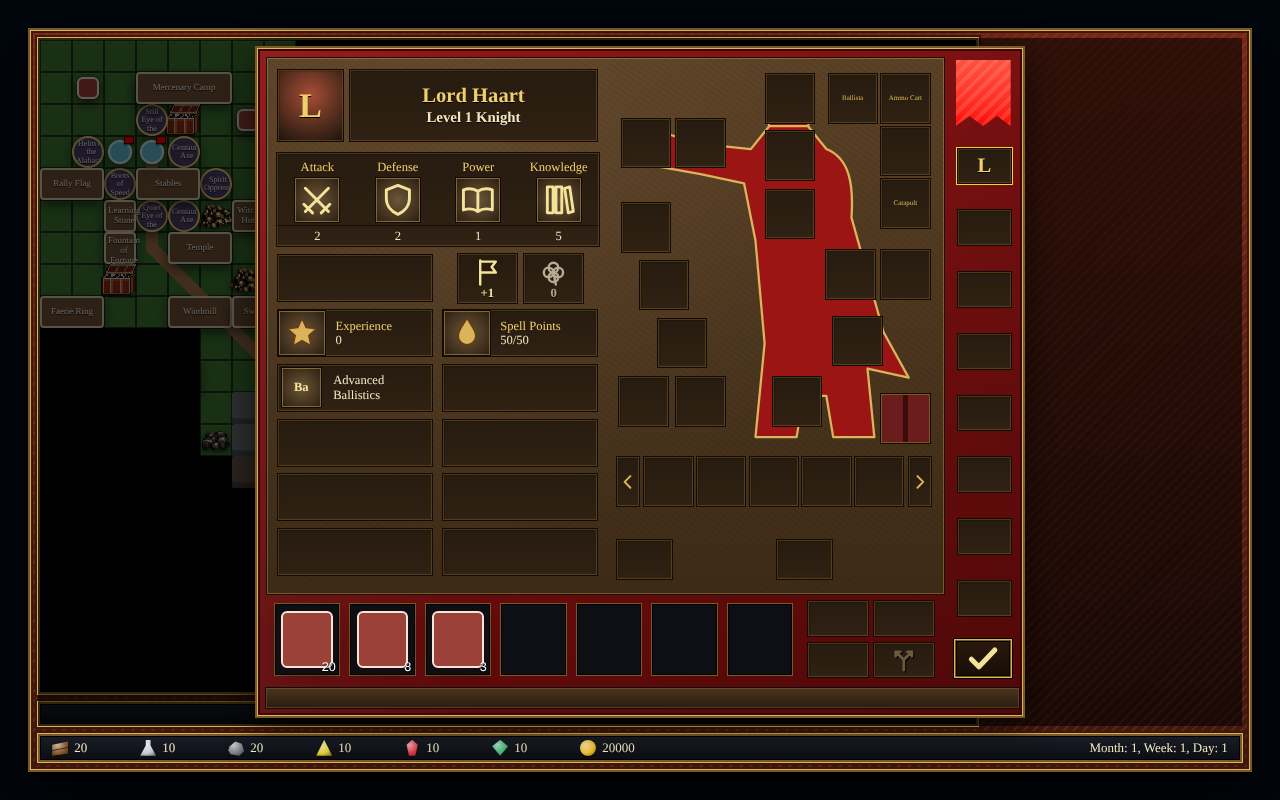 Mercenary Camp
Still
Eye of
the
Helm of
the
Alabaster
Centaur
Axe
Rally Flag
Boots
of
Speed
Stables
Spirit
Oppress
Learning
Stone
Quiet
Eye of
the
Centaur
Axe
Fountain
of
Fortune
Temple
Faerie Ring
Windmill
L
Lord Haart
Level 1 Knight
Attack
Defense
Power
Knowledge
2
2
1
5
+1
0
Experience
0
Spell Points
50/50
Ba
Advanced
Ballistics
Ballista
Ammo Cart
Catapult
L
20
8
3
20
10
20
10
10
10
20000
Month: 1, Week: 1, Day: 1